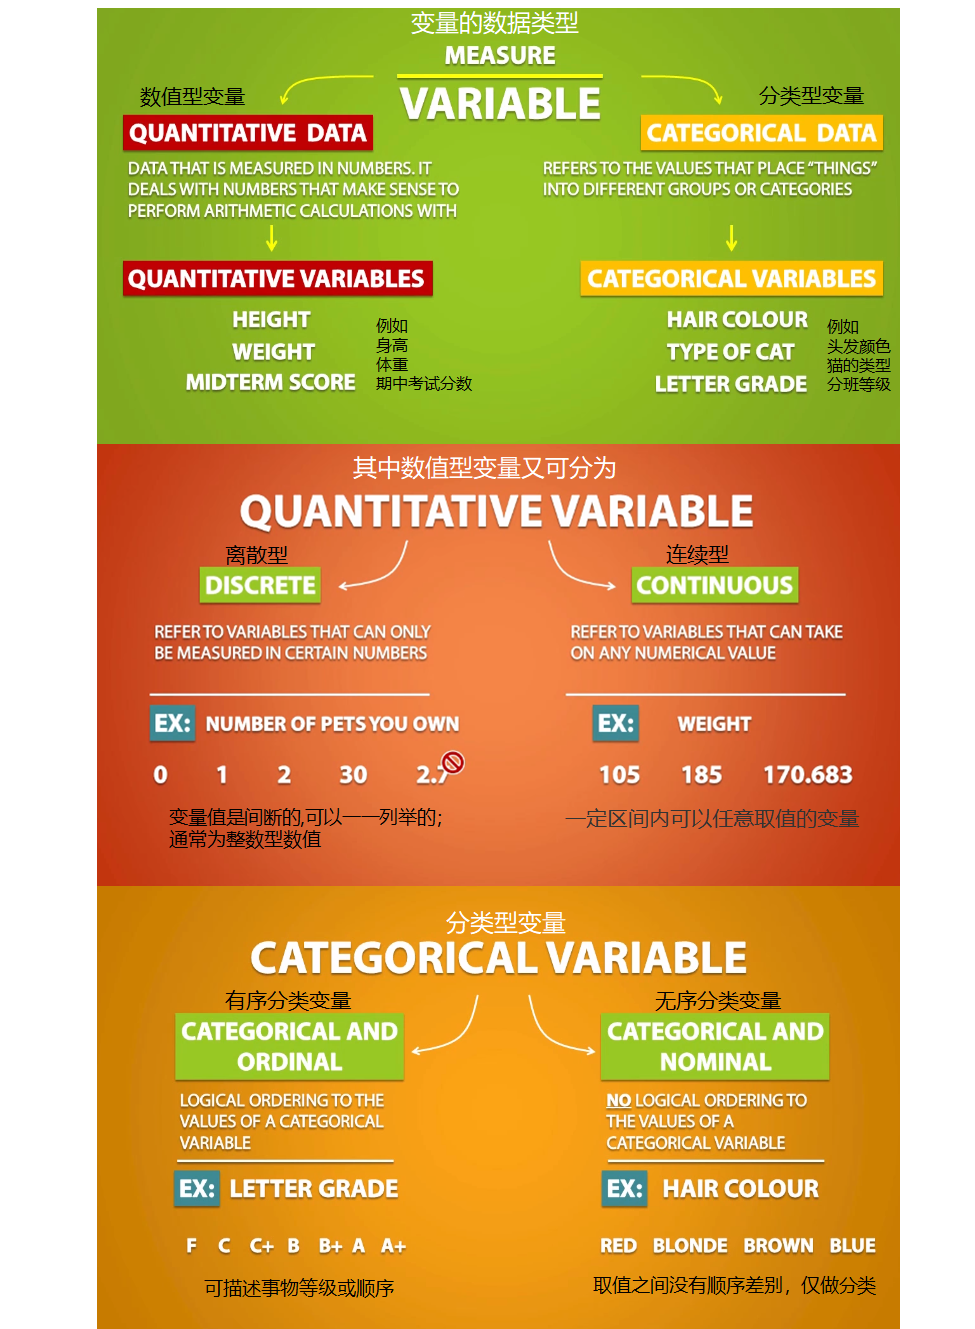 变量的数据类型
MEASURE
VARIABLE
数值型变量
QUANTITATIVE DATA
DATA THAT IS MEASURED IN NUMBERS. IT
DEALS WITH NUMBERS THAT MAKE SENSE TO
PERFORM ARITHMETIC CALCULATIONS WITH
QUANTITATIVE VARIABLES
HEIGHT
WEIGHT
MIDTERM SCORE
例如
身高
体重
期中考试分数
分类型变量
CATEGORICAL DATA
REFERS TO THE VALUES THAT PLACE “THINGS”
INTO DIFFERENT GROUPS OR CATEGORIES
CATEGORICAL VARIABLES
HAIR COLOUR
TYPE OF CAT
LETTER GRADE
例如
头发颜色
猫的类型
分班等级
其中数值型变量又可分为
QUANTITATIVE VARIABLE
离散型
DISCRETE
REFER TO VARIABLES THAT CAN ONLY
BE MEASURED IN CERTAIN NUMBERS
EX: NUMBER OF PETS YOU OWN
0 1 2 30 2.7
变量值是间断的,可以一一列举的;
通常为整数型数值
连续型
CONTINUOUS
REFER TO VARIABLES THAT CAN TAKE
ON ANY NUMERICAL VALUE
EX: WEIGHT
105 185 170.683
一定区间内可以任意取值的变量
分类型变量
CATEGORICAL VARIABLE
有序分类变量
CATEGORICAL AND
ORDINAL
LOGICAL ORDERING TO THE
VALUES OF A CATEGORICAL
VARIABLE
EX: LETTER GRADE
F C C+ B B+ A A+
可描述事物等级或顺序
无序分类变量
CATEGORICAL AND
NOMINAL
NO LOGICAL ORDERING TO
THE VALUES OF A
CATEGORICAL VARIABLE
EX: HAIR COLOUR
RED BLONDE BROWN BLUE
取值之间没有顺序差别，仅做分类